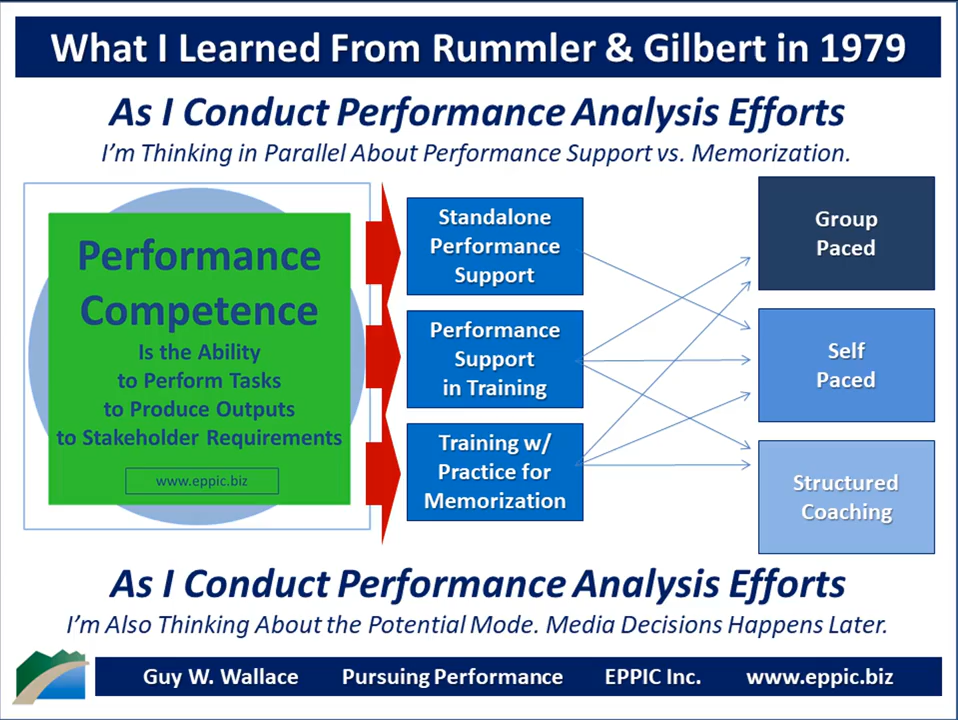 What I Learned From Rummler & Gilbert in 1979
As I Conduct Performance Analysis Efforts
I'm Thinking in Parallel About Performance Support vs. Memorization.
Performance
Competence
Is the Ability
to Perform Tasks
to Produce Outputs
to Stakeholder Requirements
www.eppic.biz
Standalone
Performance
Support
Performance
Support
in Training
Training w/
Practice for
Memorization
Group
Paced
Self
Paced
Structured
Coaching
As I Conduct Performance Analysis Efforts
I'm Also Thinking About the Potential Mode. Media Decisions Happens Later.
Guy W. Wallace Pursuing Performance EPPIC Inc. www.eppic.biz